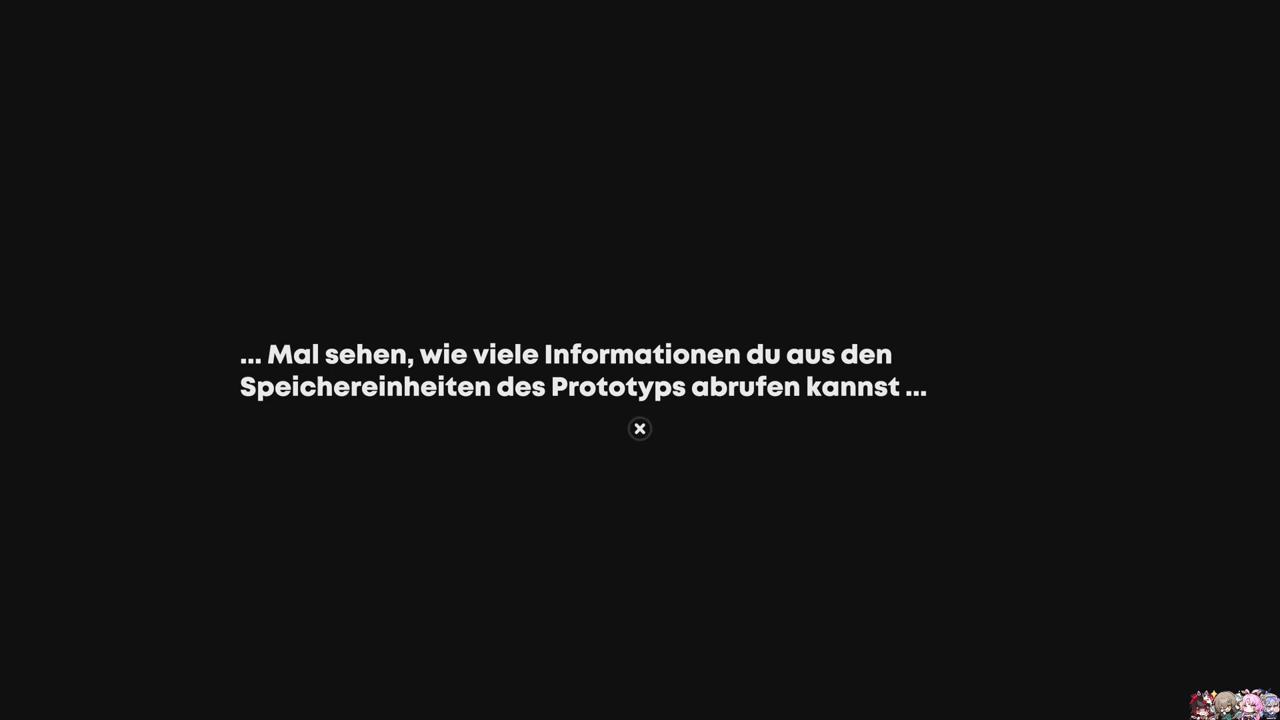 ... Mal sehen, wie viele Informationen du aus den
Speichereinheiten des Prototyps abrufen kannst ...